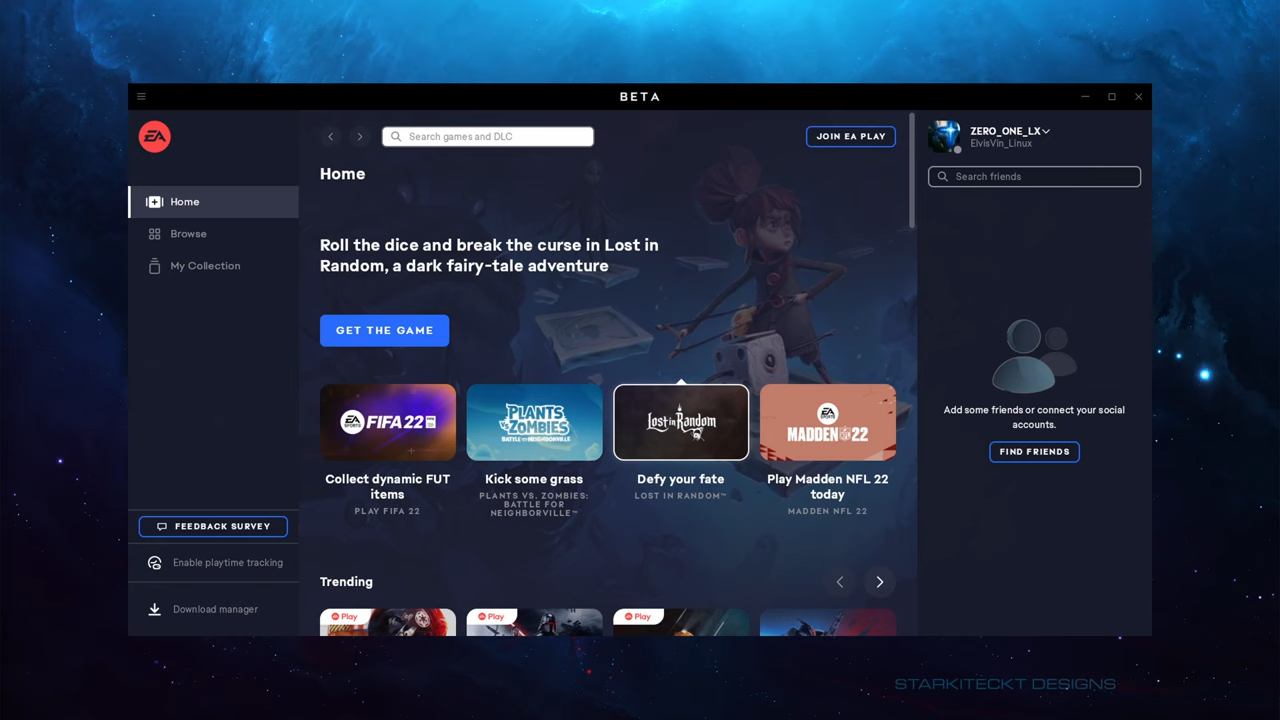 BETA
EA
Search games and DLC
JOIN EA PLAY
ZERO_ONE_LX
ElvisVin_Linux
Search friends
Home
Home
Browse
My Collection
Roll the dice and break the curse in Lost in
Random, a dark fairy-tale adventure
GET THE GAME
EA SPORTS FIFA 22
PLANTS VS. ZOMBIES BATTLE FOR NEIGHBORVILLE
Lost in Random
EA SPORTS
MADDEN NFL 22
Collect dynamic FUT
items
PLAY FIFA 22
Kick some grass
PLANTS VS. ZOMBIES:
BATTLE FOR
NEIGHBORVILLE™
Defy your fate
LOST IN RANDOM™
Play Madden NFL 22
today
MADDEN NFL 22
Add some friends or connect your social
accounts.
FIND FRIENDS
FEEDBACK SURVEY
Enable playtime tracking
Download manager
Trending
Play
Play
Play
STARKITECKT DESIGNS